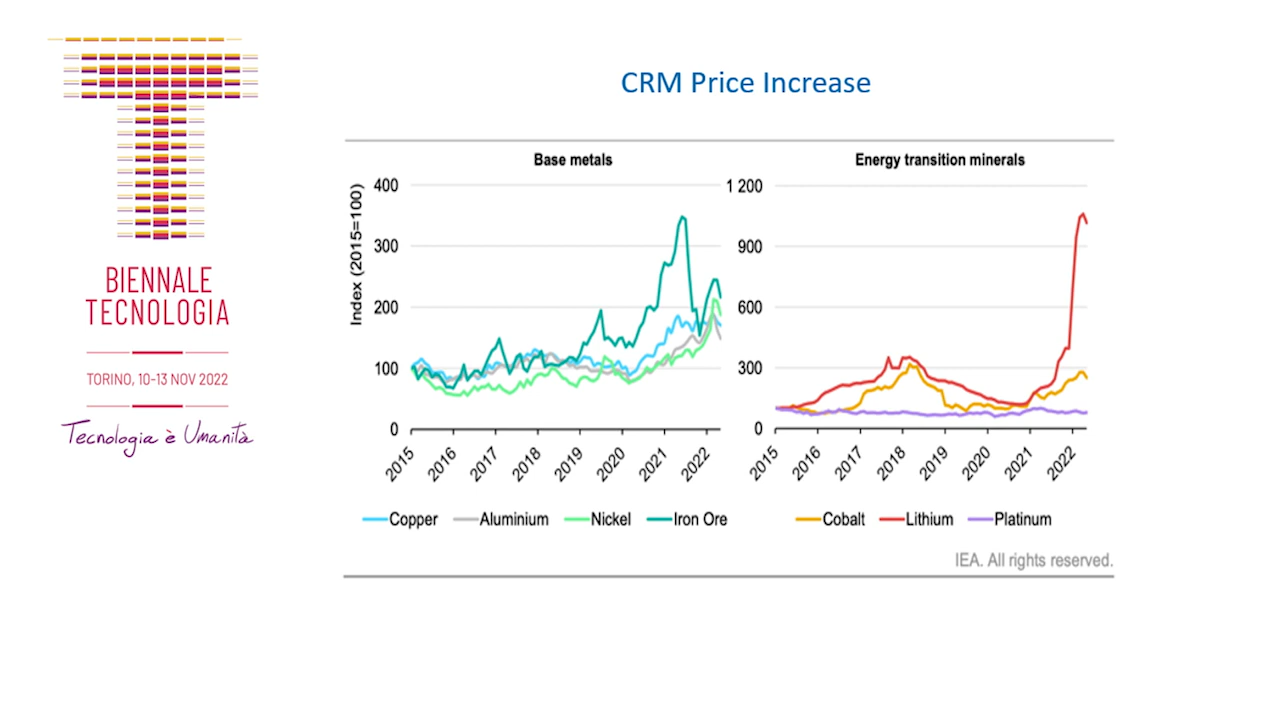 BIENNALE
TECNOLOGIA
TORINO, 10-13 NOV 2022
Tecnologia è Umanità
CRM Price Increase
Base metals
Index (2015=100)
400
300
200
100
0
2015 2016 2017 2018 2019 2020 2021 2022
Copper Aluminium Nickel Iron Ore
Energy transition minerals
1 200
900
600
300
0
2015 2016 2017 2018 2019 2020 2021 2022
Cobalt Lithium Platinum
IEA. All rights reserved.